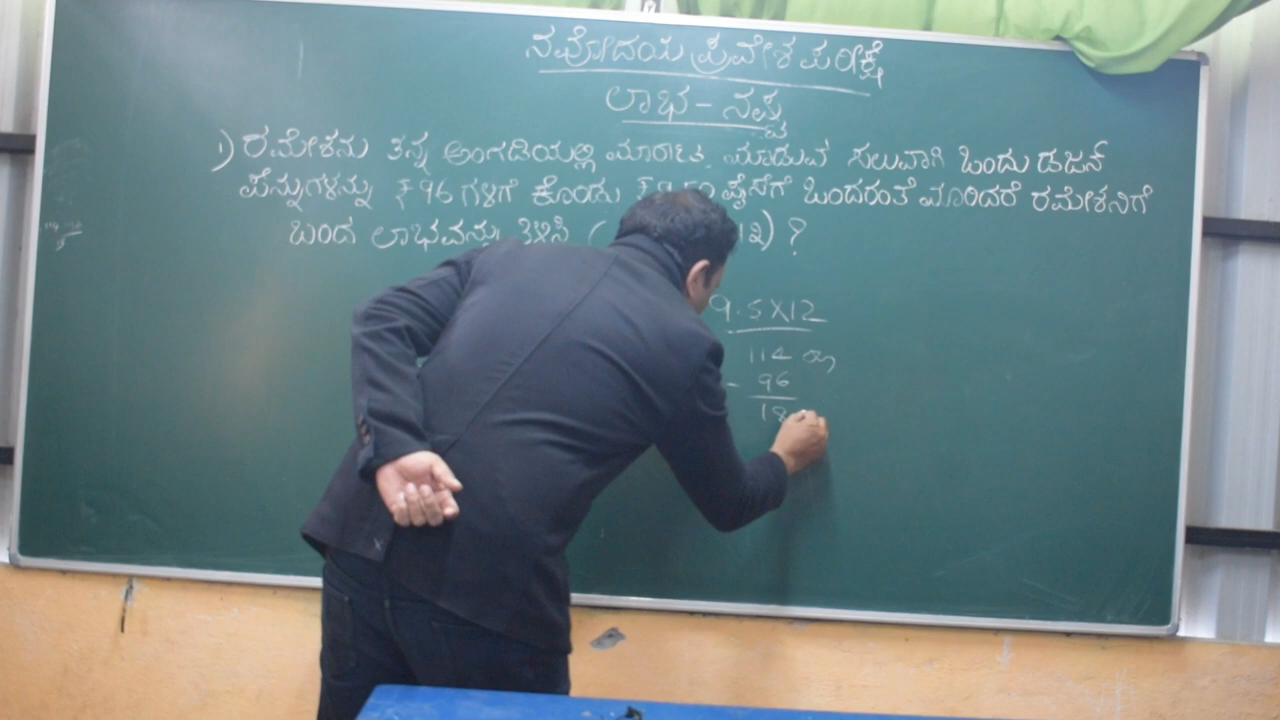 ನವೋದಯ ಪ್ರವೇಶ ಪರೀಕ್ಷೆ
ಲಾಭ - ನಷ್ಟ
೧) ರಮೇಶನು ತನ್ನ ಅಂಗಡಿಯಲ್ಲಿ ಮಾರಾಟ ಮಾಡುವ ಸಲುವಾಗಿ ಒಂದು ಡಜನ್
ಪೆನ್ನುಗಳನ್ನು ₹96 ಗಳಿಗೆ ಕೊಂಡು ಪೈಸೆಗೆ ಒಂದರಂತೆ ಮಾರಿದರೆ ರಮೇಶನಿಗೆ
ಬಂದ ಲಾಭವನ್ನು ತಿಳಿಸಿ ( ) ?
9.5X12
114
- 96
18